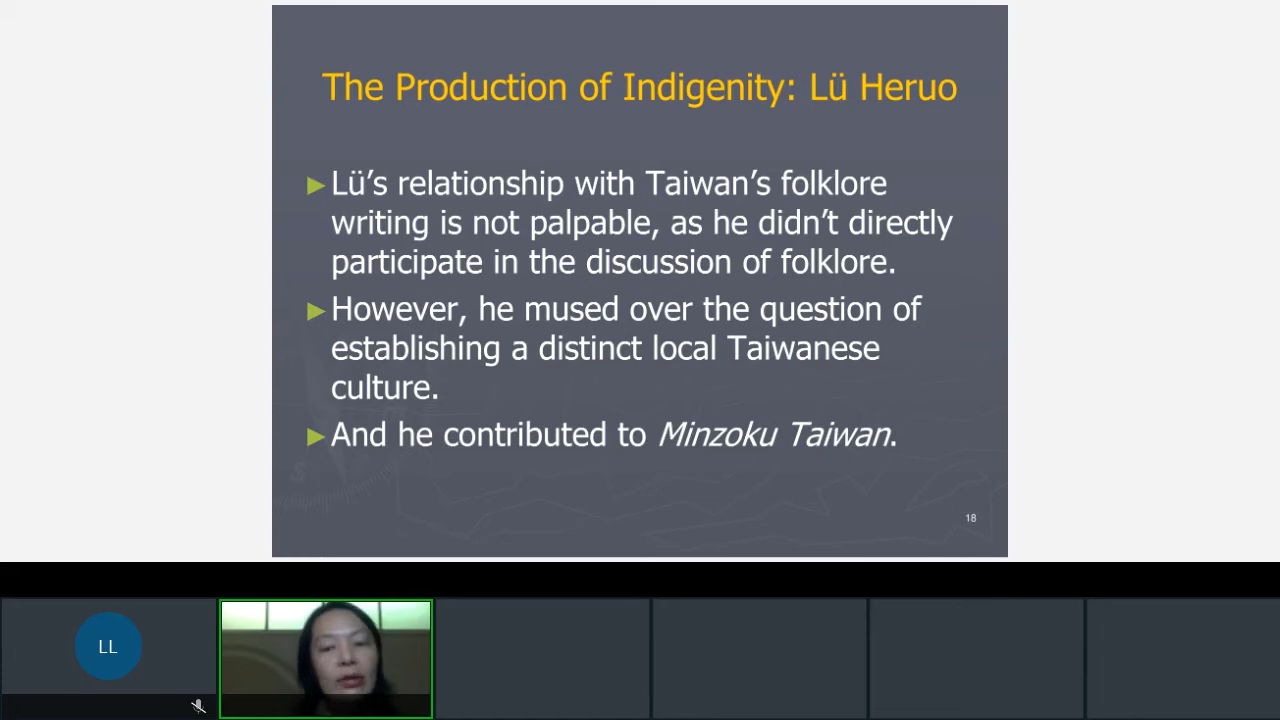 The Production of Indigenity: Lü Heruo
►Lü’s relationship with Taiwan’s folklore
writing is not palpable, as he didn’t directly
participate in the discussion of folklore.
►However, he mused over the question of
establishing a distinct local Taiwanese
culture.
►And he contributed to Minzoku Taiwan.
18
LL